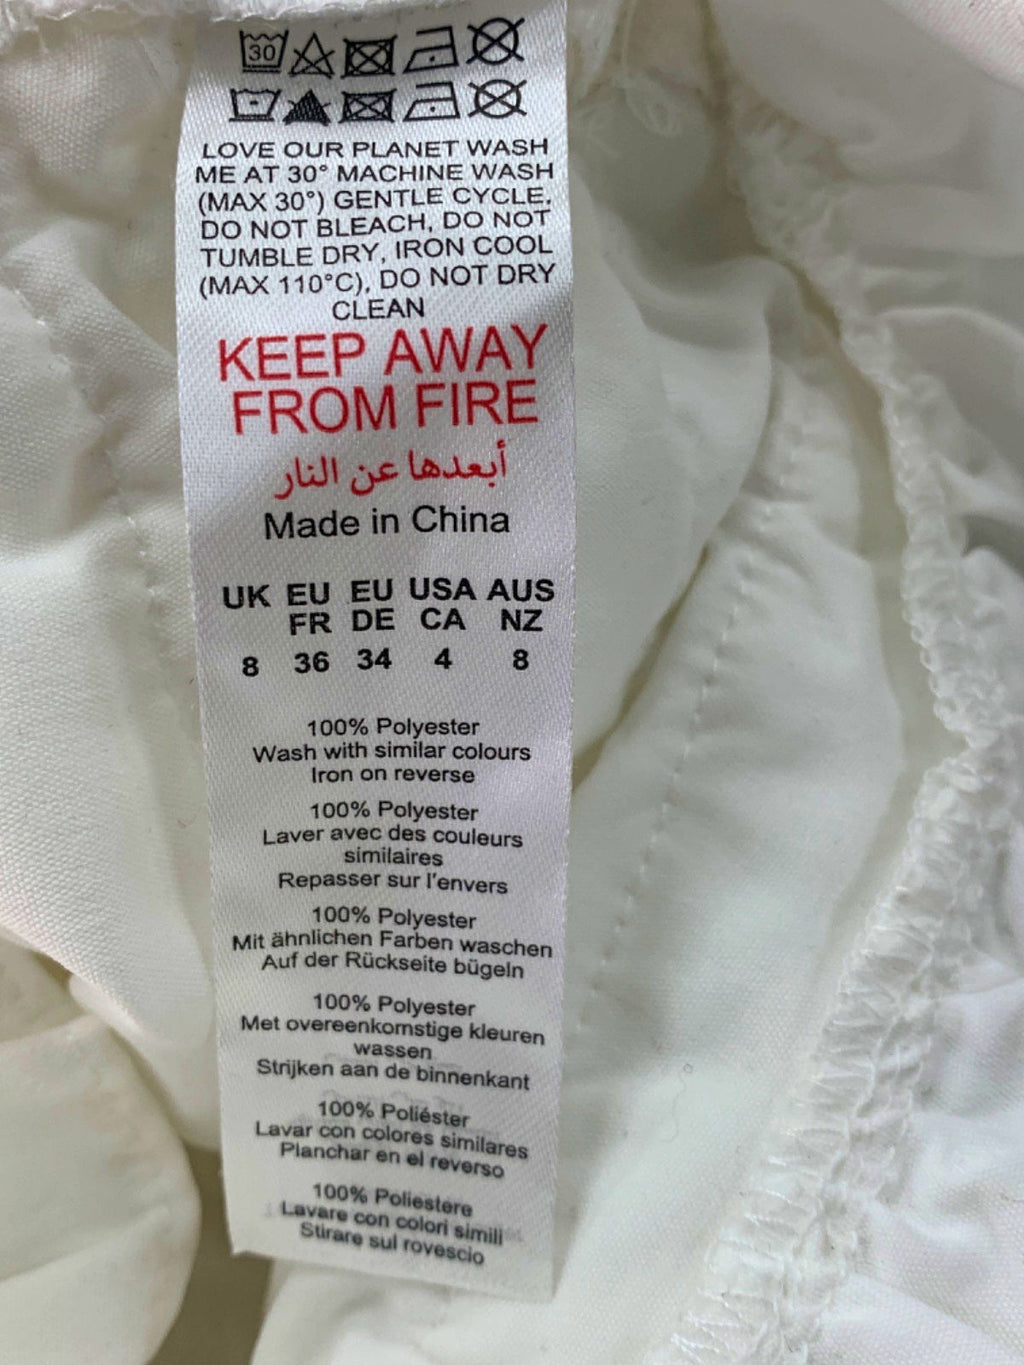 30
LOVE OUR PLANET WASH
ME AT 30° MACHINE WASH
(MAX 30°) GENTLE CYCLE,
DO NOT BLEACH, DO NOT
TUMBLE DRY, IRON COOL
(MAX 110°C), DO NOT DRY
CLEAN
KEEP AWAY
FROM FIRE
أبعدها عن النار
Made in China
UK EU EU USA AUS
FR DE CA NZ
8 36 34 4 8
100% Polyester
Wash with similar colours
Iron on reverse
100% Polyester
Laver avec des couleurs
similaires
Repasser sur l'envers
100% Polyester
Mit ähnlichen Farben waschen
Auf der Rückseite bügeln
100% Polyester
Met overeenkomstige kleuren
wassen
Strijken aan de binnenkant
100% Poliéster
Lavar con colores similares
Planchar en el reverso
100% Poliestere
Lavare con colori simili
Stirare sul rovescio